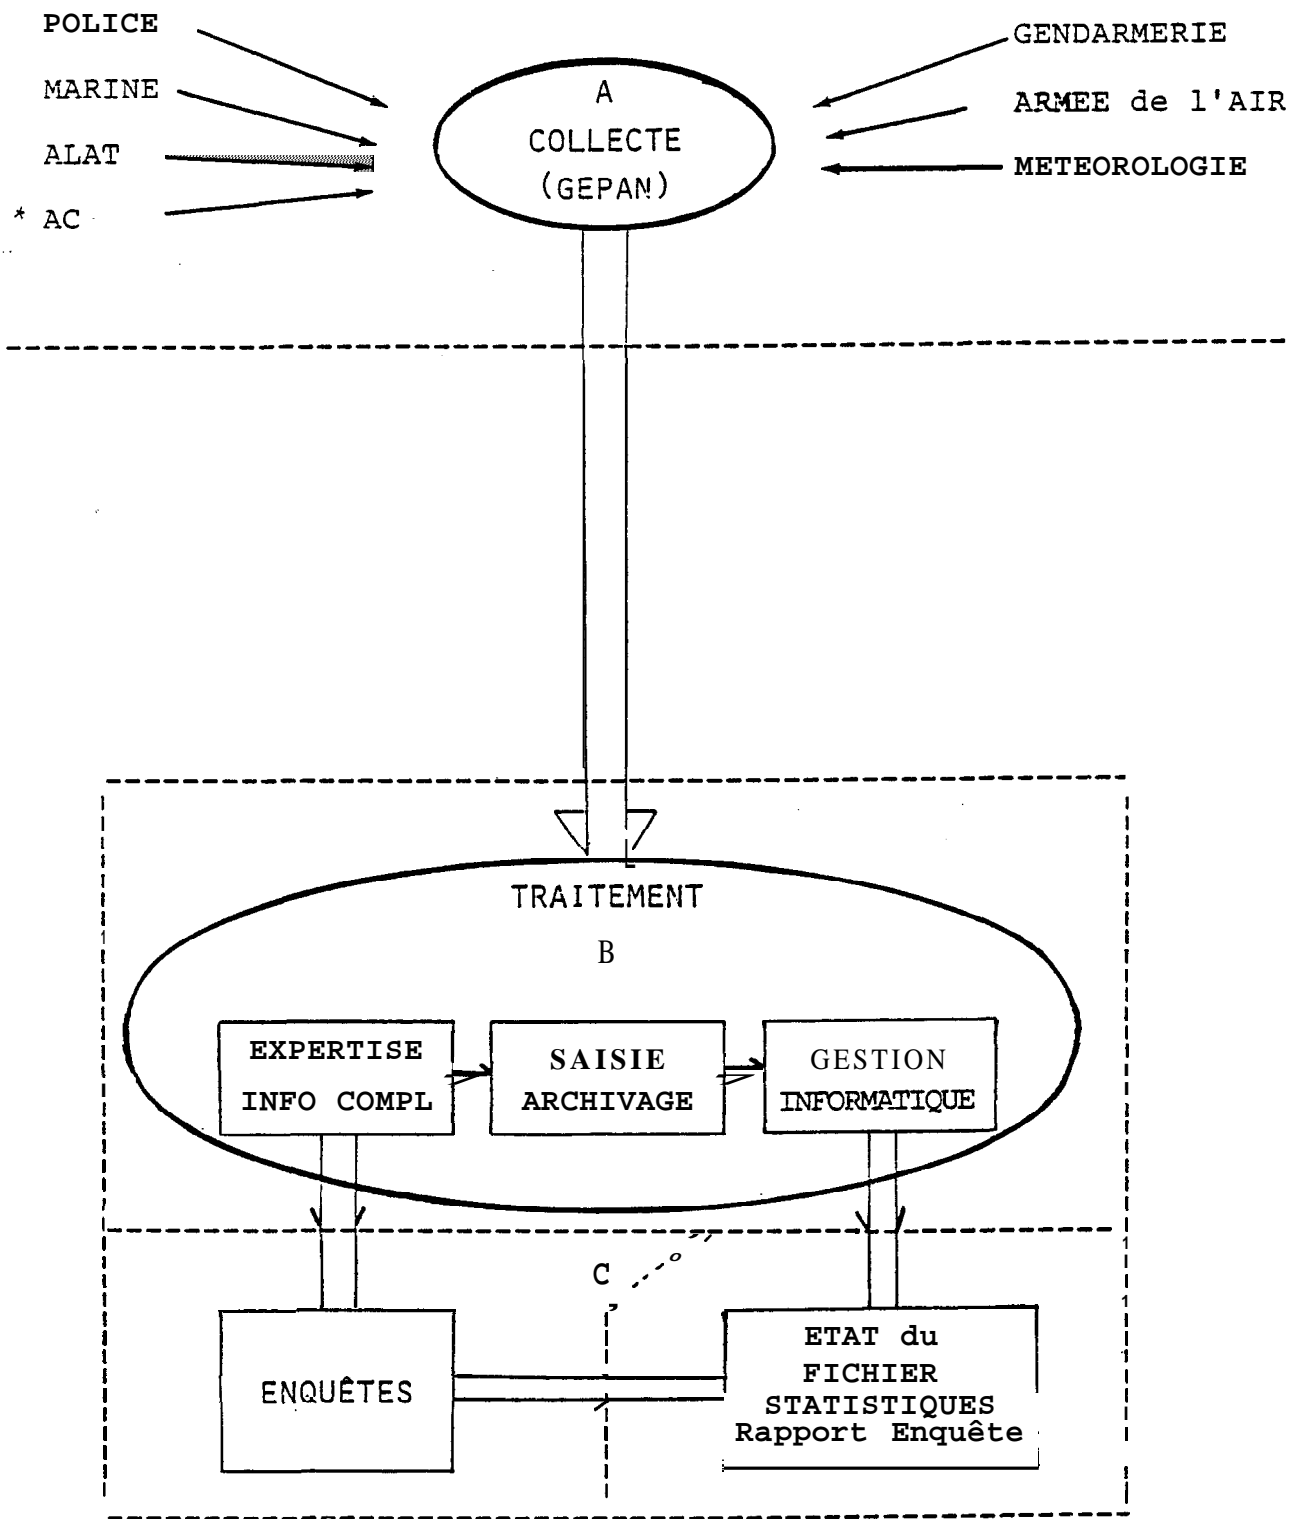 POLICE
MARINE
ALAT
* AC
A
COLLECTE
(GEPAN)
GENDARMERIE
ARMEE de l'AIR
METEOROLOGIE
TRAITEMENT
B
EXPERTISE
INFO COMPL
SAISIE
ARCHIVAGE
GESTION
INFORMATIQUE
C
ENQUÊTES
ETAT du
FICHIER
STATISTIQUES
Rapport Enquête